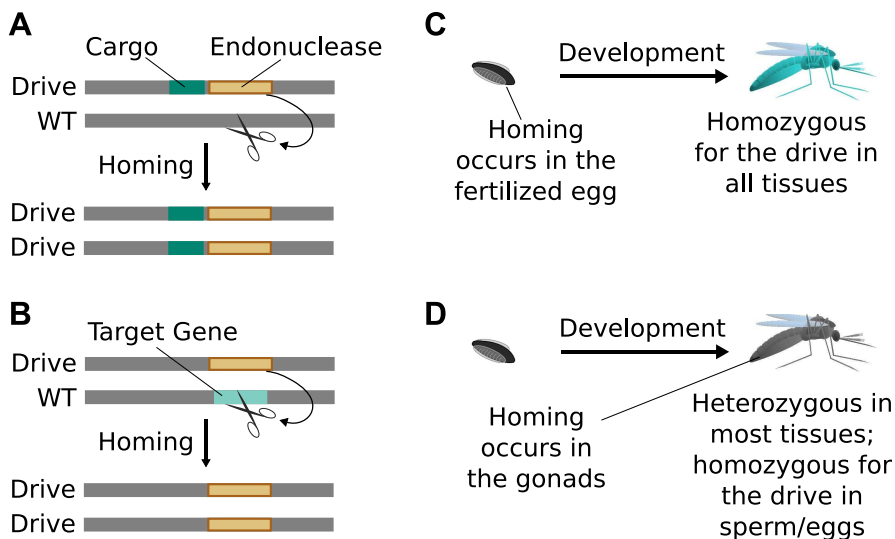 A
Cargo
Endonuclease
Drive
WT
Homing
Drive
Drive
B
Target Gene
Drive
WT
Homing
Drive
Drive
C
Development
Homing
occurs in the
fertilized egg
Homozygous
for the drive in
all tissues
D
Development
Homing
occurs in
the gonads
Heterozygous in
most tissues;
homozygous for
the drive in
sperm/eggs